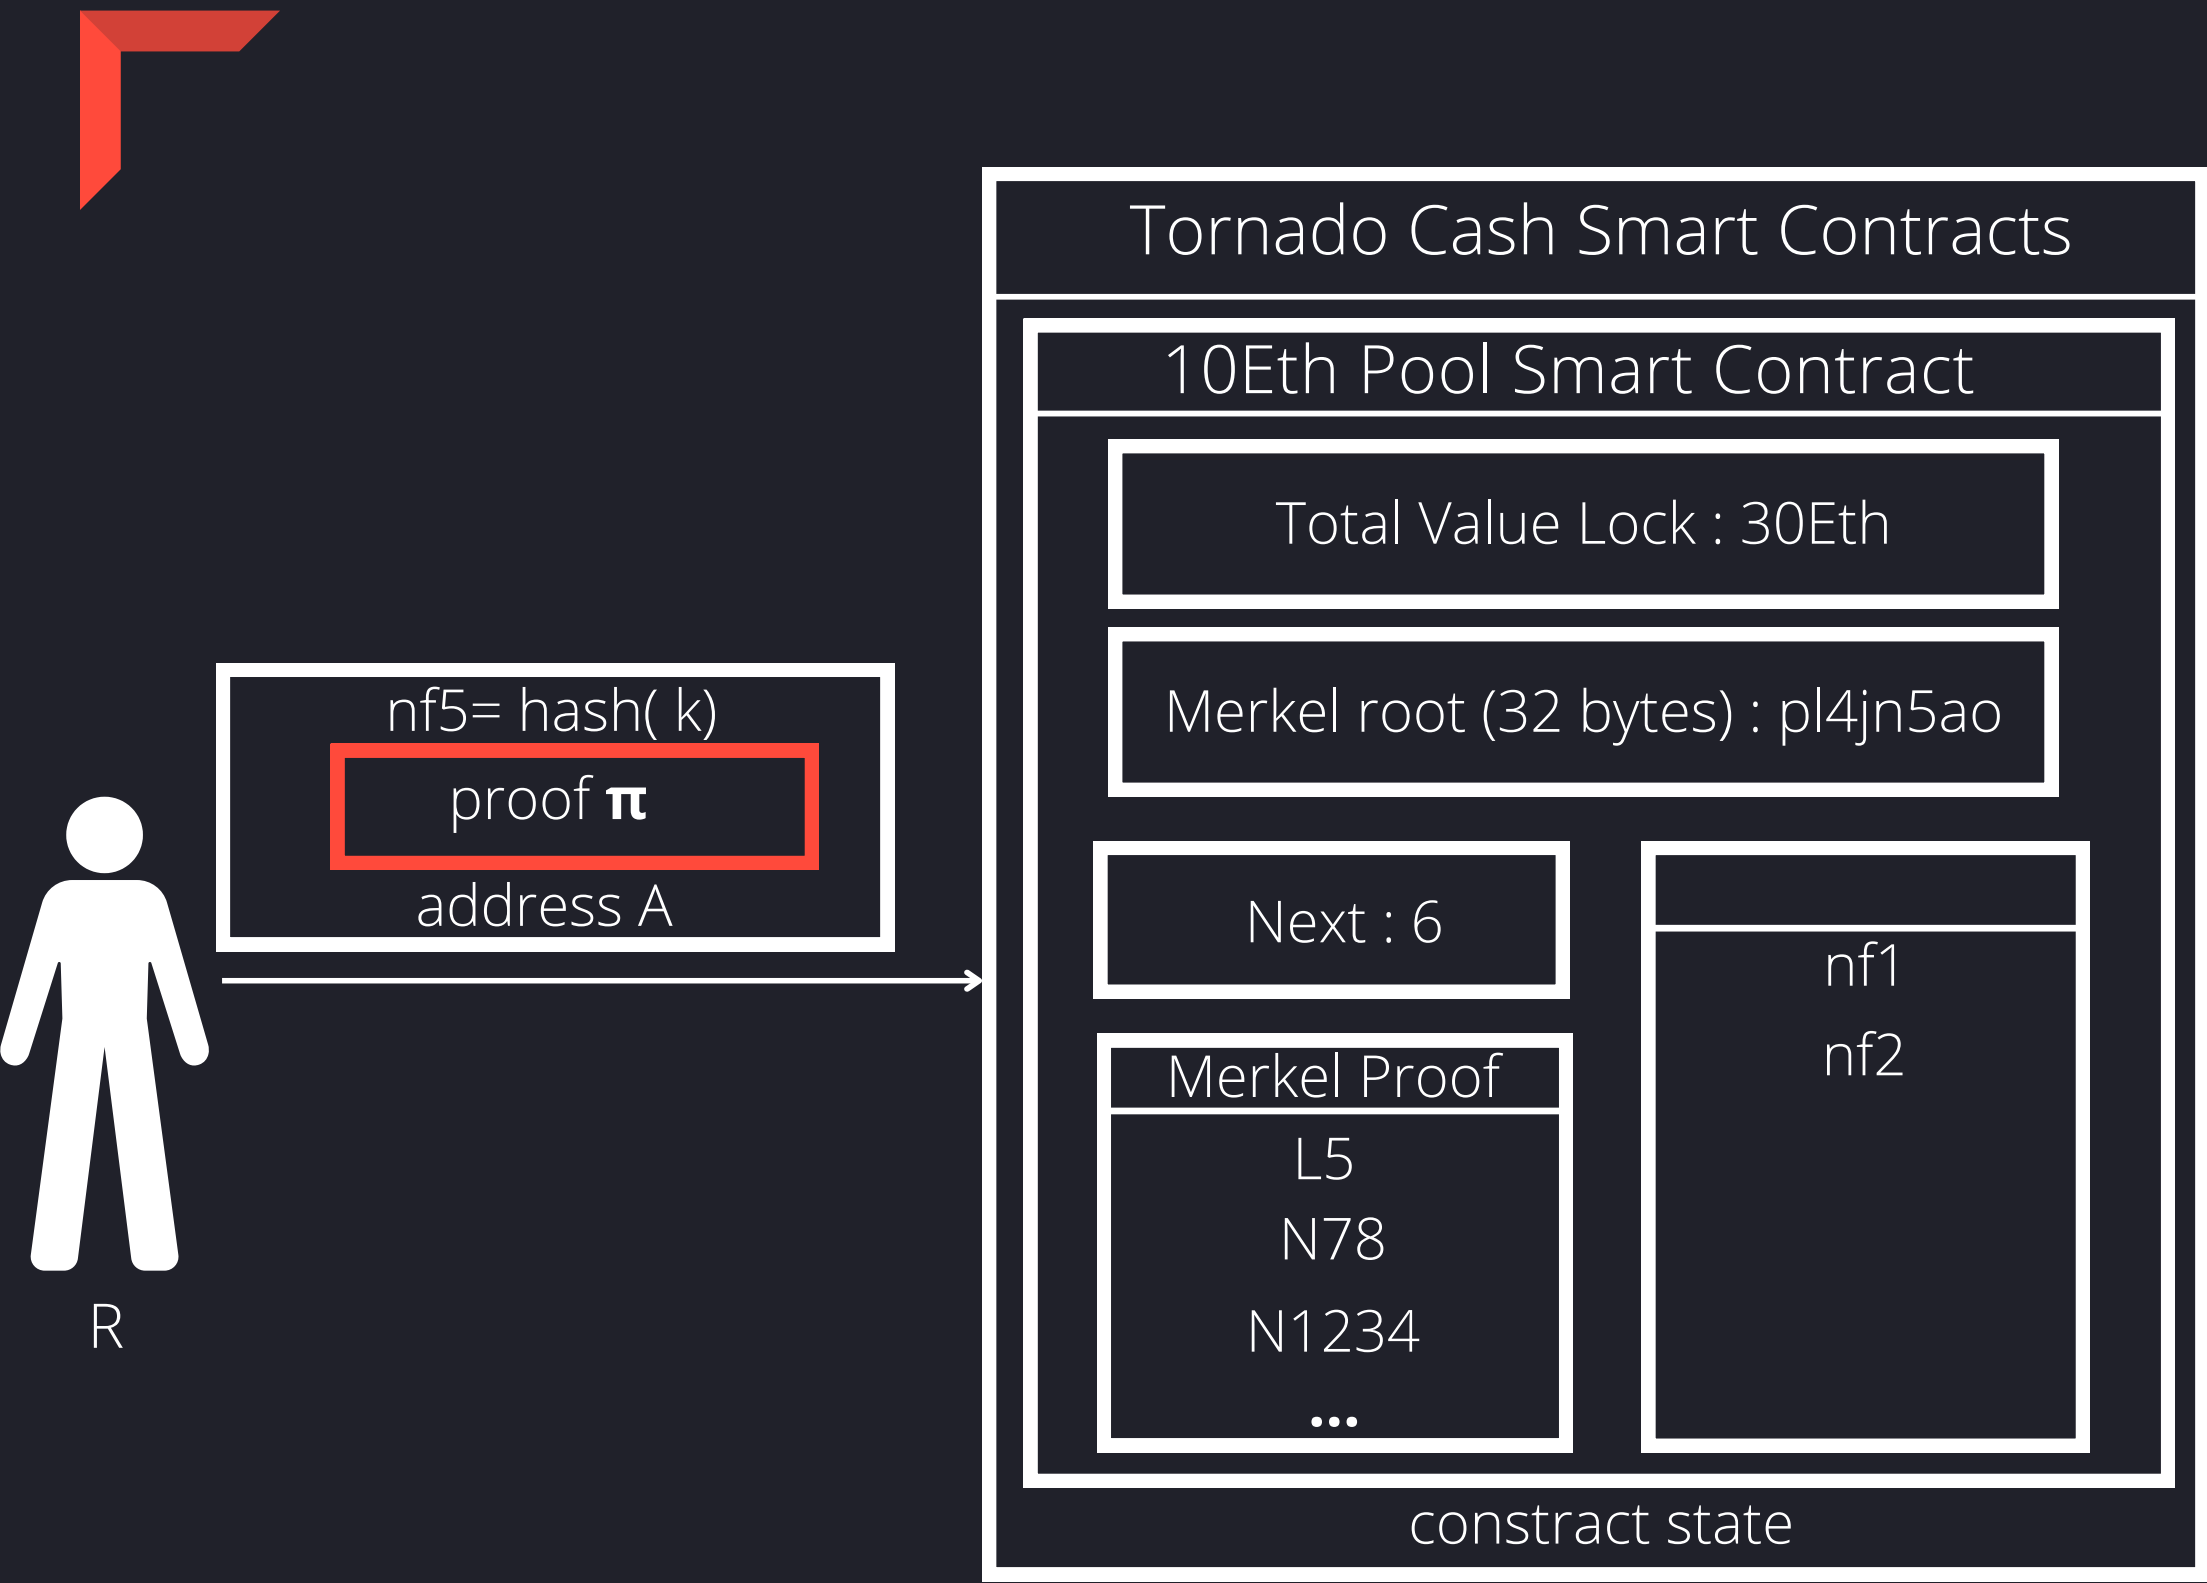 Tornado Cash Smart Contracts
10Eth Pool Smart Contract
Total Value Lock : 30Eth
Merkel root (32 bytes) : pl4jn5ao
nf5= hash( k)
proof π
address A
Next : 6
nf1
nf2
Merkel Proof
L5
N78
N1234
...
R
constract state